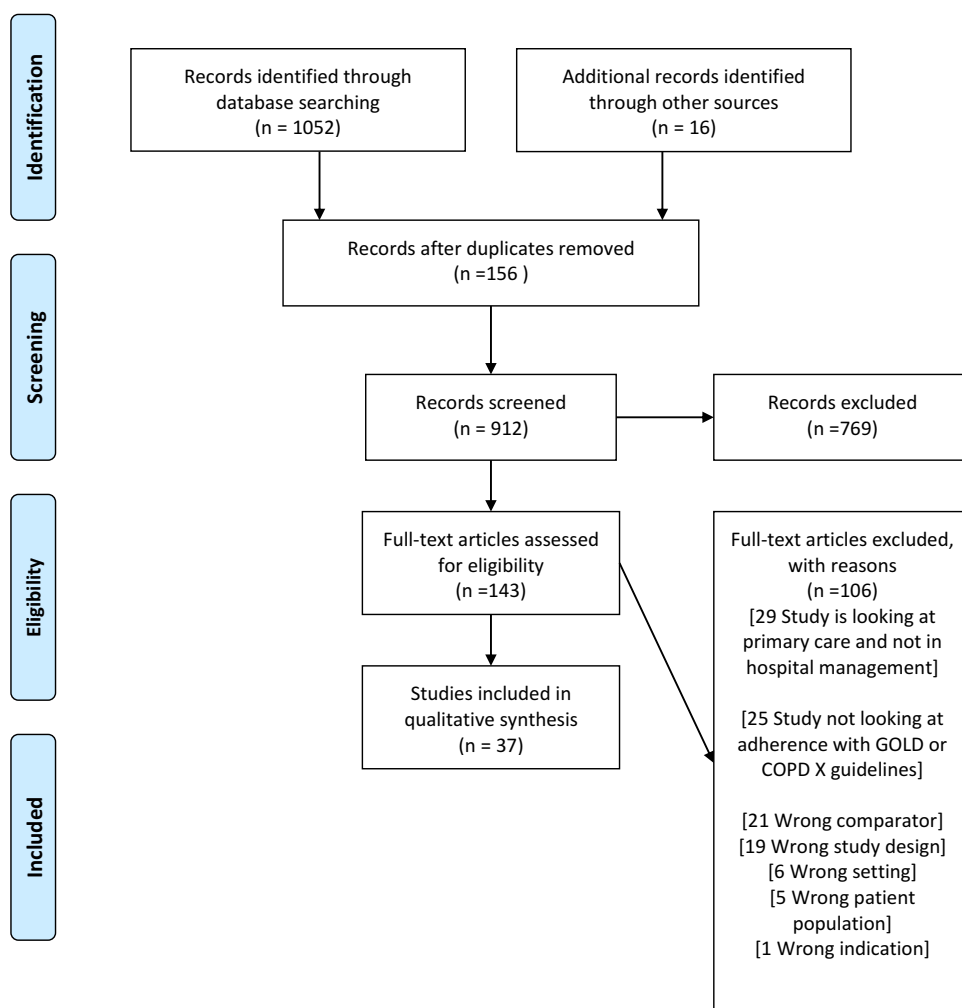 Identification
Records identified through
database searching
(n = 1052)
Additional records identified
through other sources
(n = 16)
Records after duplicates removed
(n =156 )
Screening
Records screened
(n = 912)
Records excluded
(n =769)
Eligibility
Full-text articles assessed
for eligibility
(n =143)
Full-text articles excluded,
with reasons
(n =106)
[29 Study is looking at
primary care and not in
hospital management]
[25 Study not looking at
adherence with GOLD or
COPD X guidelines]
[21 Wrong comparator]
[19 Wrong study design]
[6 Wrong setting]
[5 Wrong patient
population]
[1 Wrong indication]
Studies included in
qualitative synthesis
(n = 37)
Included